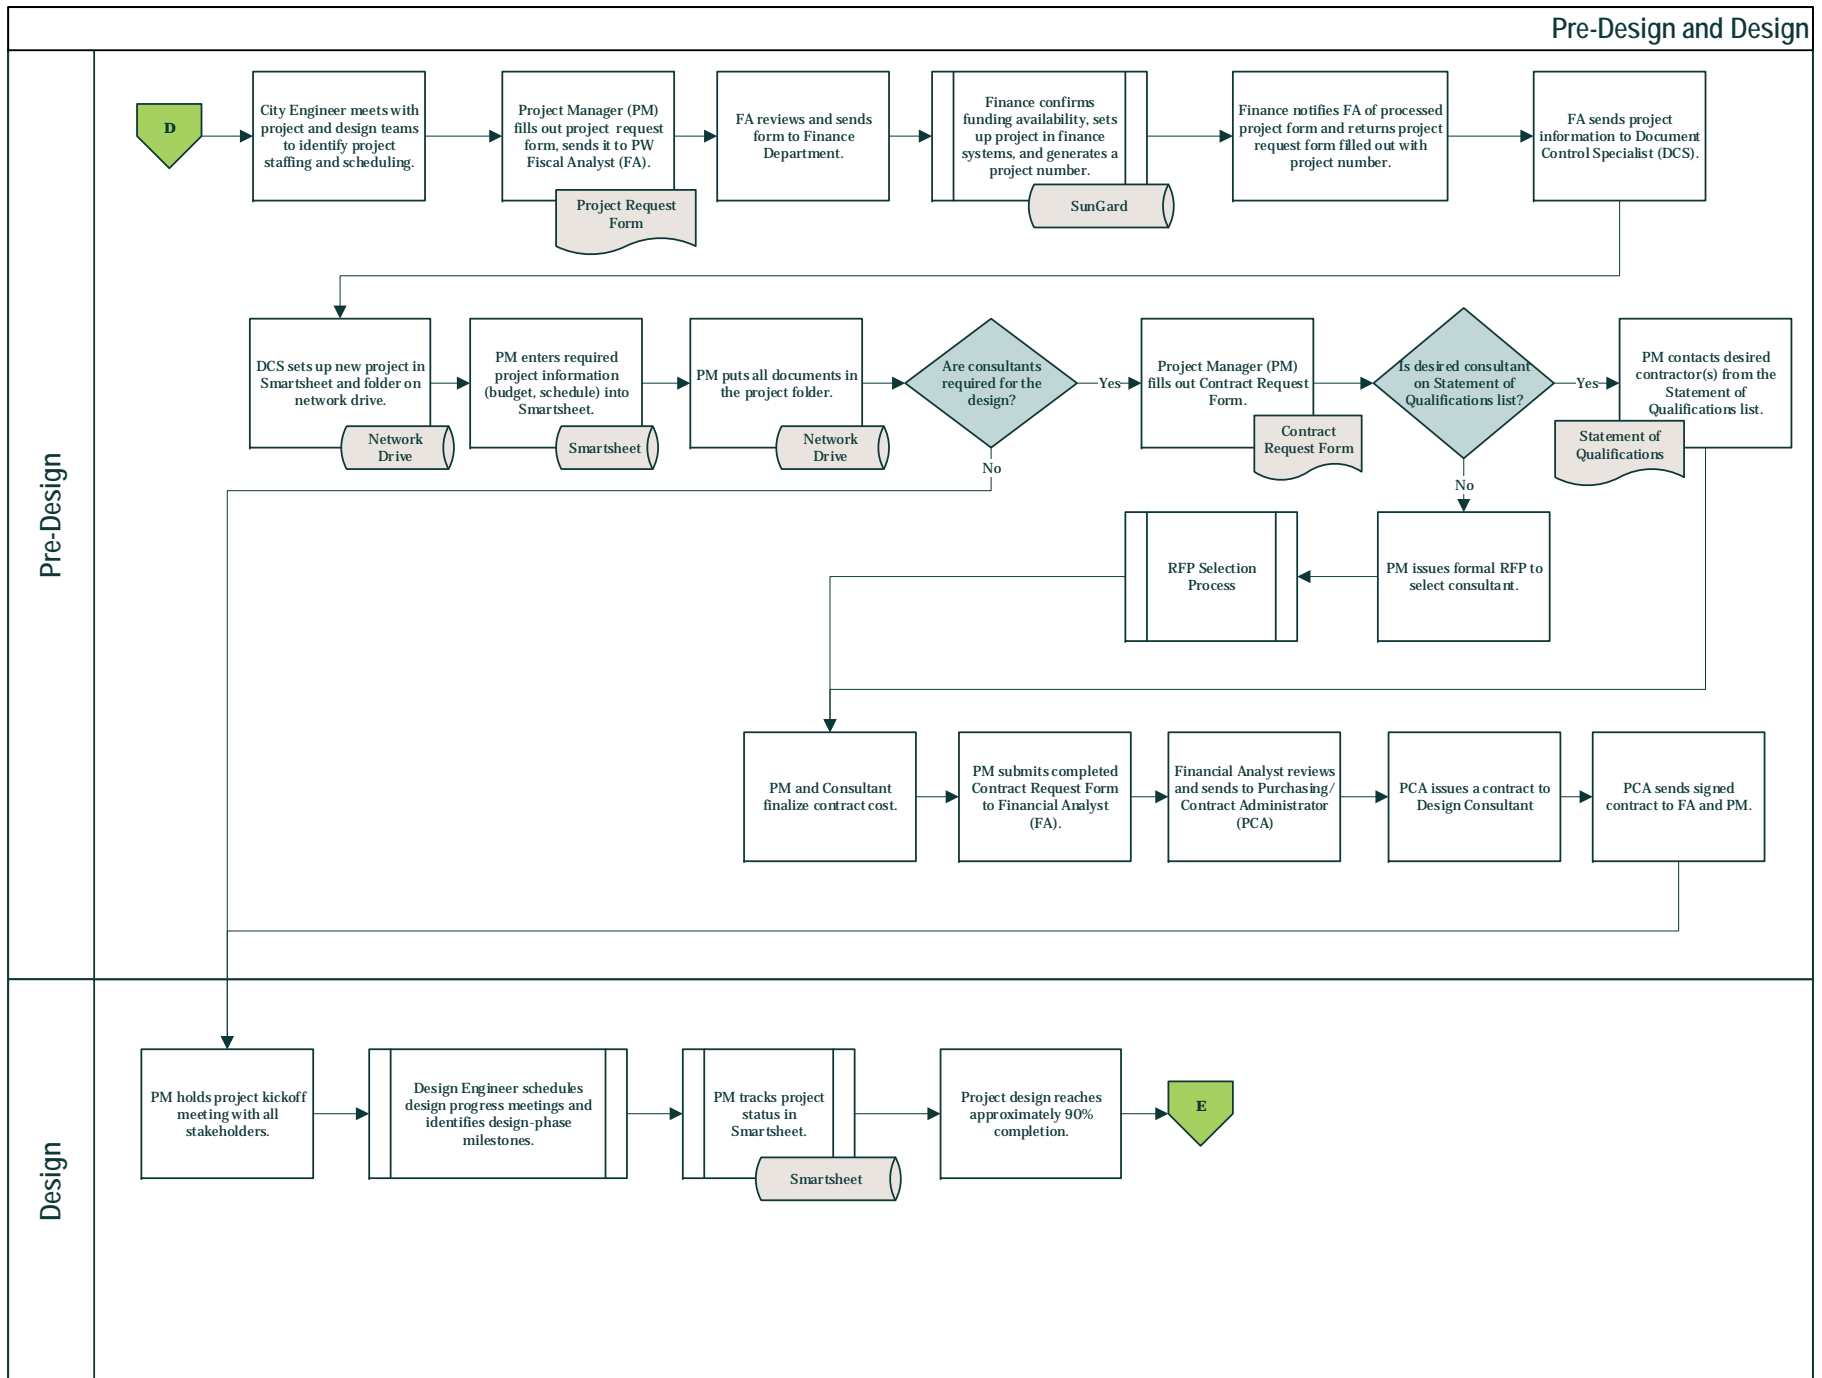 Pre-Design and Design
Pre-Design
D
City Engineer meets with
project and design teams
to identify project
staffing and scheduling.
Project Manager (PM)
fills out project request
form, sends it to PW
Fiscal Analyst (FA).
Project Request
Form
FA reviews and sends
form to Finance
Department.
Finance confirms
funding availability, sets
up project in finance
systems, and generates a
project number.
SunGard
Finance notifies FA of processed
project form and returns project
request form filled out with
project number.
FA sends project
information to Document
Control Specialist (DCS).
DCS sets up new project in
Smartsheet and folder on
network drive.
Network
Drive
PM enters required
project information
(budget, schedule) into
Smartsheet.
Smartsheet
PM puts all documents in
the project folder.
Network
Drive
Are consultants
required for the
design?
Yes
No
Project Manager (PM)
fills out Contract Request
Form.
Contract
Request Form
Is desired consultant
on Statement of
Qualifications list?
Yes
No
PM contacts desired
contractor(s) from the
Statement of
Qualifications list.
Statement of
Qualifications
RFP Selection
Process
PM issues formal RFP to
select consultant.
PM and Consultant
finalize contract cost.
PM submits completed
Contract Request Form
to Financial Analyst
(FA).
Financial Analyst reviews
and sends to Purchasing/
Contract Administrator
(PCA)
PCA issues a contract to
Design Consultant
PCA sends signed
contract to FA and PM.
Design
PM holds project kickoff
meeting with all
stakeholders.
Design Engineer schedules
design progress meetings and
identifies design-phase
milestones.
PM tracks project
status in
Smartsheet.
Smartsheet
Project design reaches
approximately 90%
completion.
E